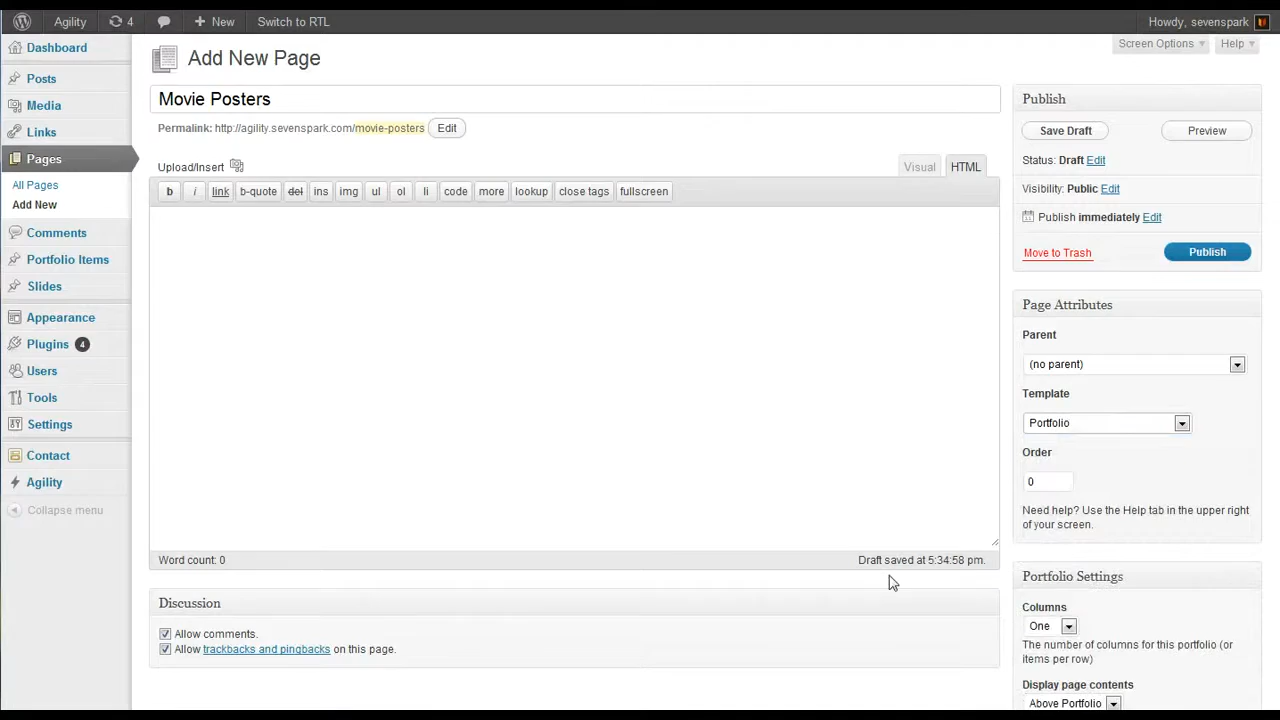 Agility 4 New Switch to RTL Howdy, sevenspark
Screen Options Help
Dashboard
Posts
Media
Links
Pages
All Pages
Add New
Comments
Portfolio Items
Slides
Appearance
Plugins 4
Users
Tools
Settings
Contact
Agility
Collapse menu
Add New Page
Movie Posters
Permalink: http://agility.sevenspark.com/movie-posters Edit
Upload/Insert Visual HTML
b i link b-quote del ins img ul ol li code more lookup close tags fullscreen
Word count: 0 Draft saved at 5:34:58 pm.
Discussion
Allow comments.
Allow trackbacks and pingbacks on this page.
Publish
Save Draft Preview
Status: Draft Edit
Visibility: Public Edit
Publish immediately Edit
Move to Trash Publish
Page Attributes
Parent
(no parent)
Template
Portfolio
Order
0
Need help? Use the Help tab in the upper right
of your screen.
Portfolio Settings
Columns
One
The number of columns for this portfolio (or
items per row)
Display page contents
Above Portfolio